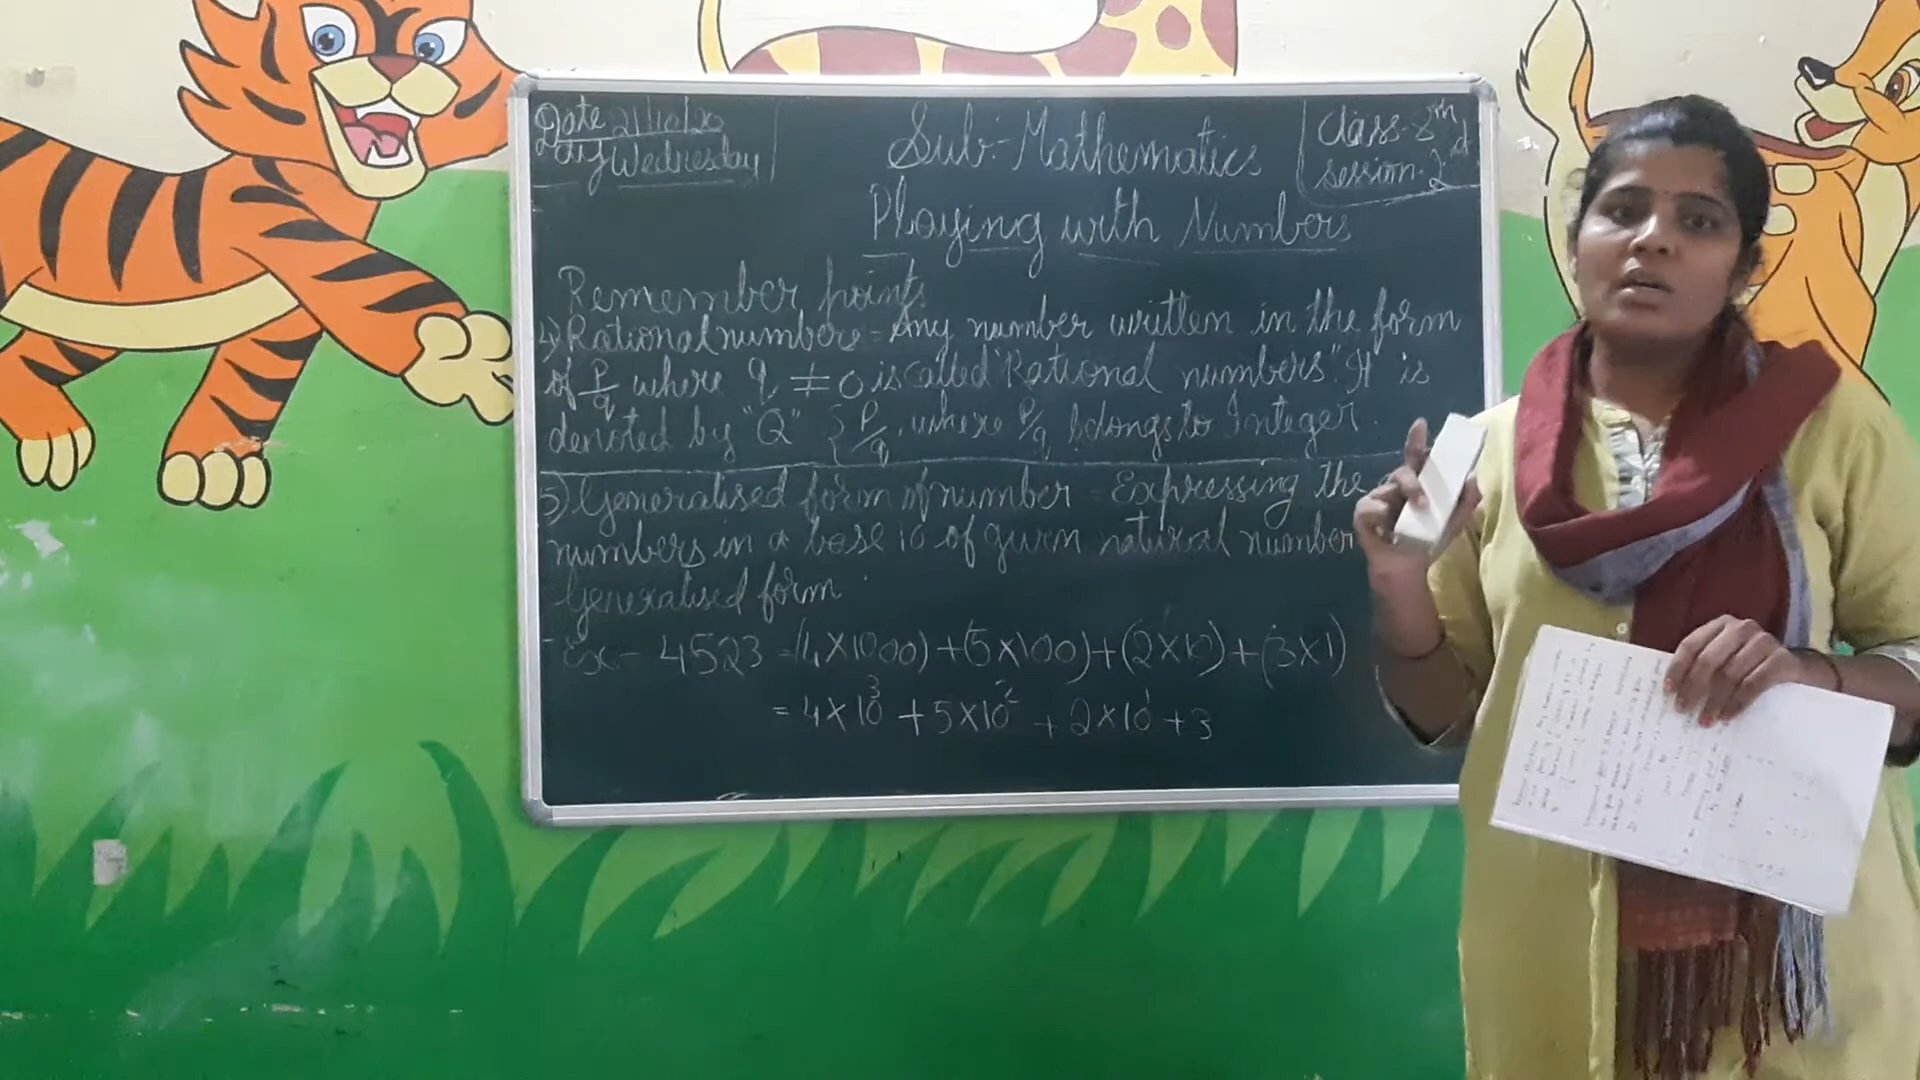 Date 21/10/20
Day Wednesday
Sub:- Mathematics
Class-8th
session-2nd
Playing with Numbers
Remember points
4) Rational numbers = Any number written in the form
of P/q where q ≠ 0 is called "Rational numbers". It is
denoted by "Q" { P/q, where P/q belongs to Integer.
5) Generalised form of number - Expressing the
numbers in a base 10 of given natural number
Generalised form.
Ex:- 4523 = (4×1000) + (5×100) + (2×10) + (3×1)
= 4×10³ + 5×10² + 2×10¹ + 3